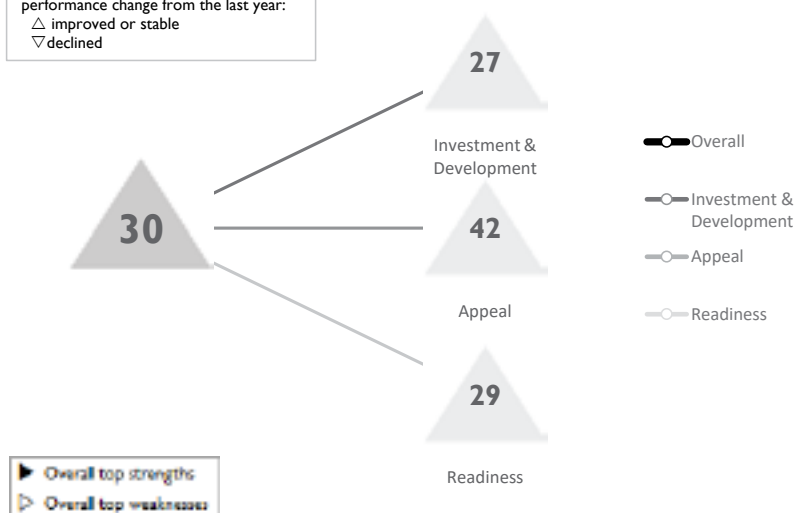 performance change from the last year:
△ improved or stable
▽ declined
27
Investment &
Development
30
42
Appeal
29
Readiness
Overall
Investment &
Development
Appeal
Readiness
▶ Overall top strengths
▷ Overall top weaknesses